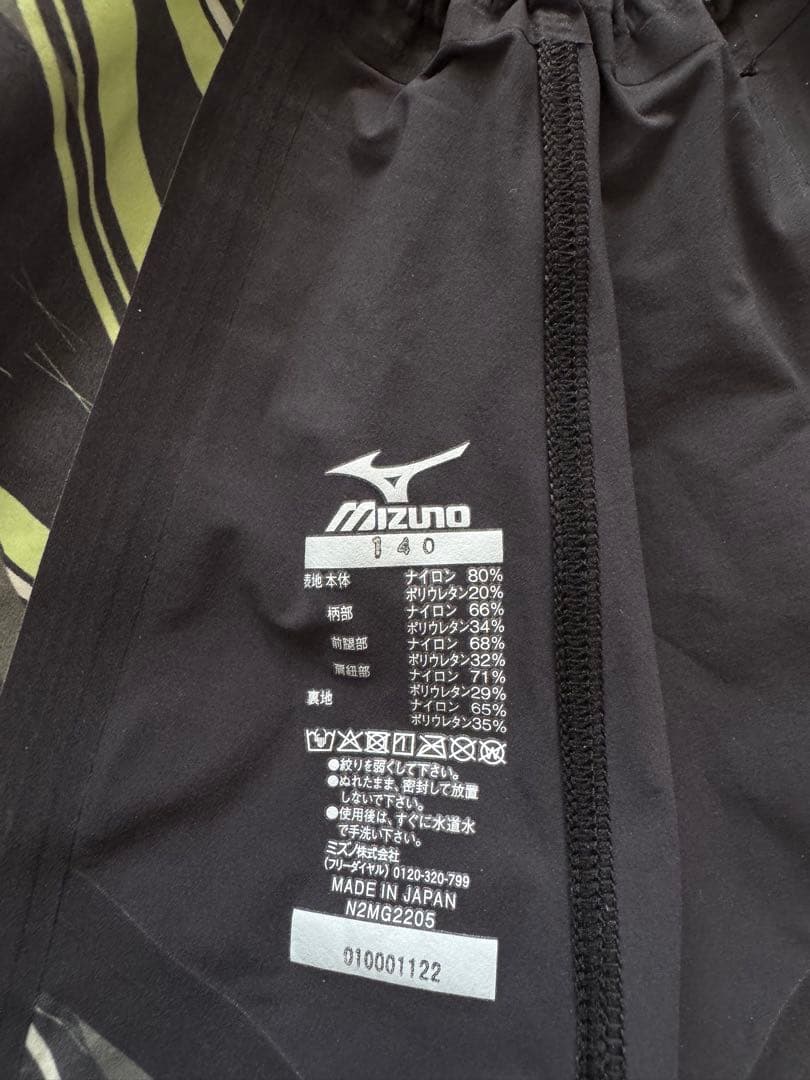 MIZUNO
140
表地 本体 ナイロン 80%
ポリウレタン20%
柄部 ナイロン 66%
ポリウレタン34%
前腿部 ナイロン 68%
ポリウレタン32%
肩紐部 ナイロン 71%
ポリウレタン29%
裏地 ナイロン 65%
ポリウレタン35%
●絞りを弱くして下さい。
●ぬれたまま、密封して放置
しないで下さい。
●使用後は、すぐに水道水
で手洗い下さい。
ミズノ株式会社
(フリーダイヤル) 0120-320-799
MADE IN JAPAN
N2MG2205
010001122